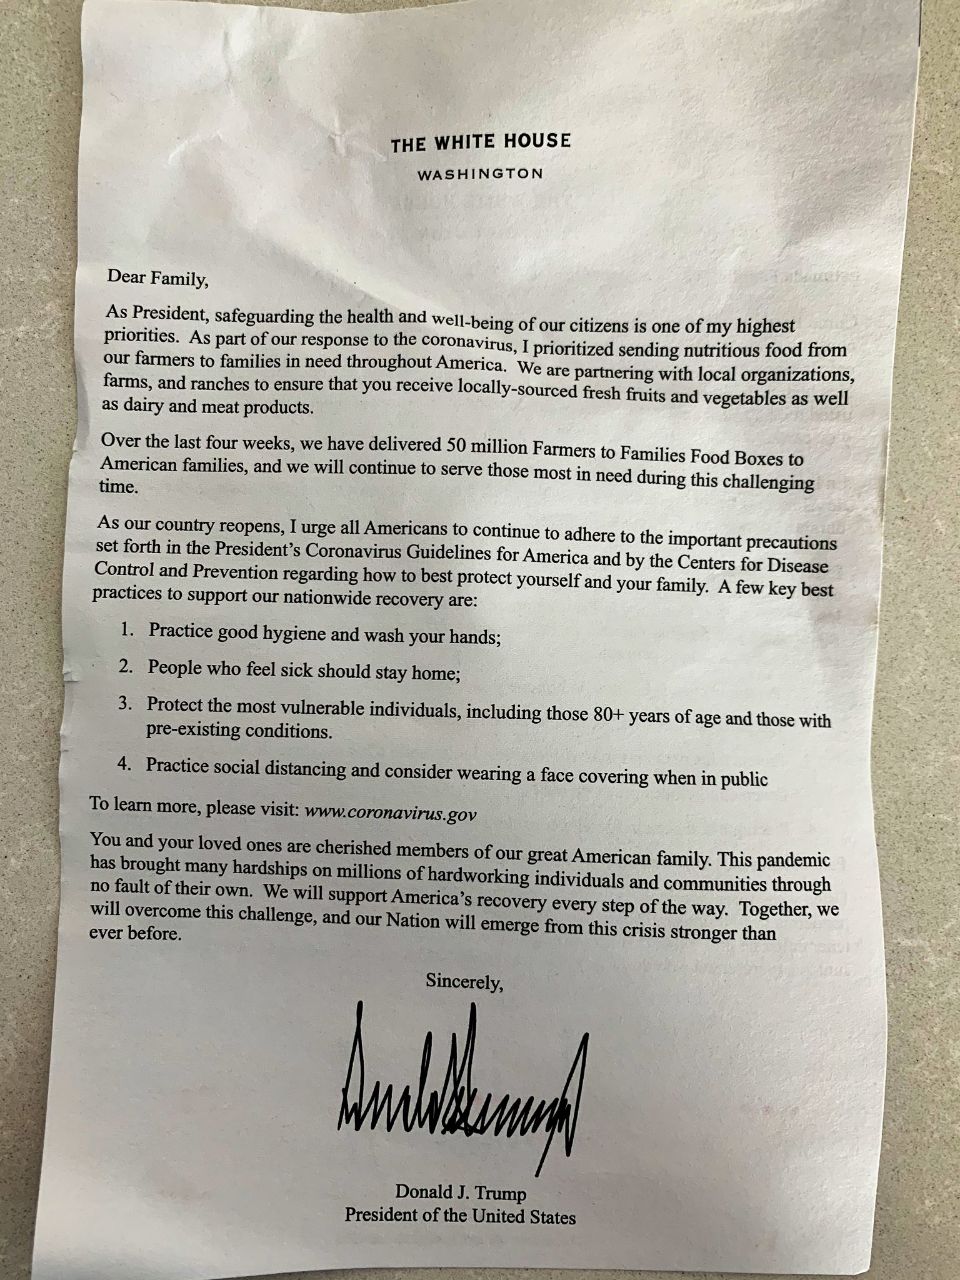 THE WHITE HOUSE
WASHINGTON
Dear Family,
As President, safeguarding the health and well-being of our citizens is one of my highest
priorities. As part of our response to the coronavirus, I prioritized sending nutritious food from
our farmers to families in need throughout America. We are partnering with local organizations,
farms, and ranches to ensure that you receive locally-sourced fresh fruits and vegetables as well
as dairy and meat products.
Over the last four weeks, we have delivered 50 million Farmers to Families Food Boxes to
American families, and we will continue to serve those most in need during this challenging
time.
As our country reopens, I urge all Americans to continue to adhere to the important precautions
set forth in the President's Coronavirus Guidelines for America and by the Centers for Disease
Control and Prevention regarding how to best protect yourself and your family. A few key best
practices to support our nationwide recovery are:
1. Practice good hygiene and wash your hands;
2. People who feel sick should stay home;
3. Protect the most vulnerable individuals, including those 80+ years of age and those with
pre-existing conditions.
4. Practice social distancing and consider wearing a face covering when in public
To learn more, please visit: www.coronavirus.gov
You and your loved ones are cherished members of our great American family. This pandemic
has brought many hardships on millions of hardworking individuals and communities through
no fault of their own. We will support America's recovery every step of the way. Together, we
will overcome this challenge, and our Nation will emerge from this crisis stronger than
ever before.
Sincerely,
Donald J. Trump
President of the United States